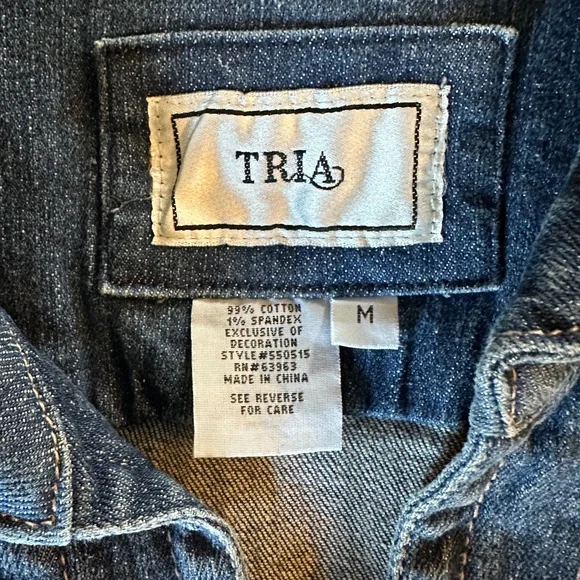 TRIA
99% COTTON
1% SPANDEX
EXCLUSIVE OF
DECORATION
STYLE#550515
RN#63963
MADE IN CHINA
SEE REVERSE
FOR CARE
M